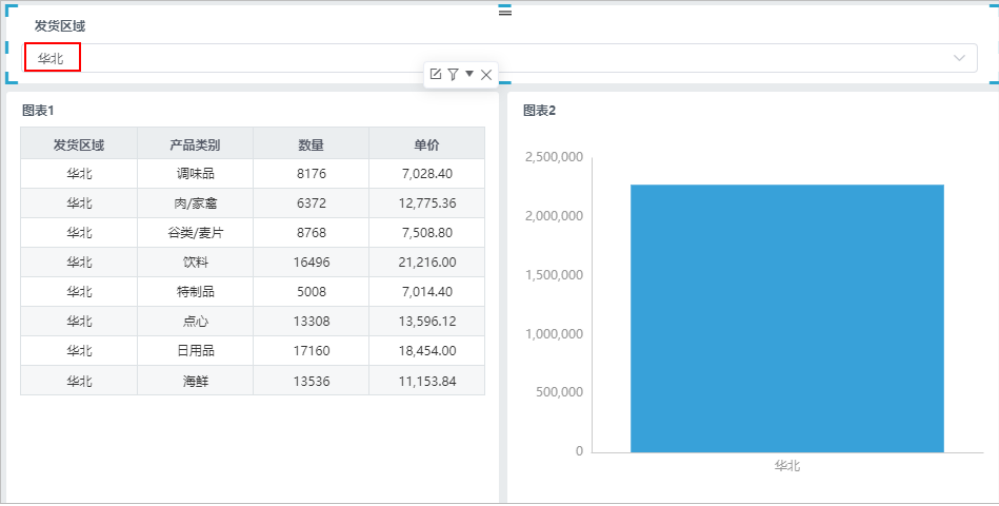 发货区域
华北
图表1
发货区域 产品类别 数量 单价
华北 调味品 8176 7,028.40
华北 肉/家禽 6372 12,775.36
华北 谷类/麦片 8768 7,508.80
华北 饮料 16496 21,216.00
华北 特制品 5008 7,014.40
华北 点心 13308 13,596.12
华北 日用品 17160 18,454.00
华北 海鲜 13536 11,153.84
图表2
2,500,000
2,000,000
1,500,000
1,000,000
500,000
0
华北